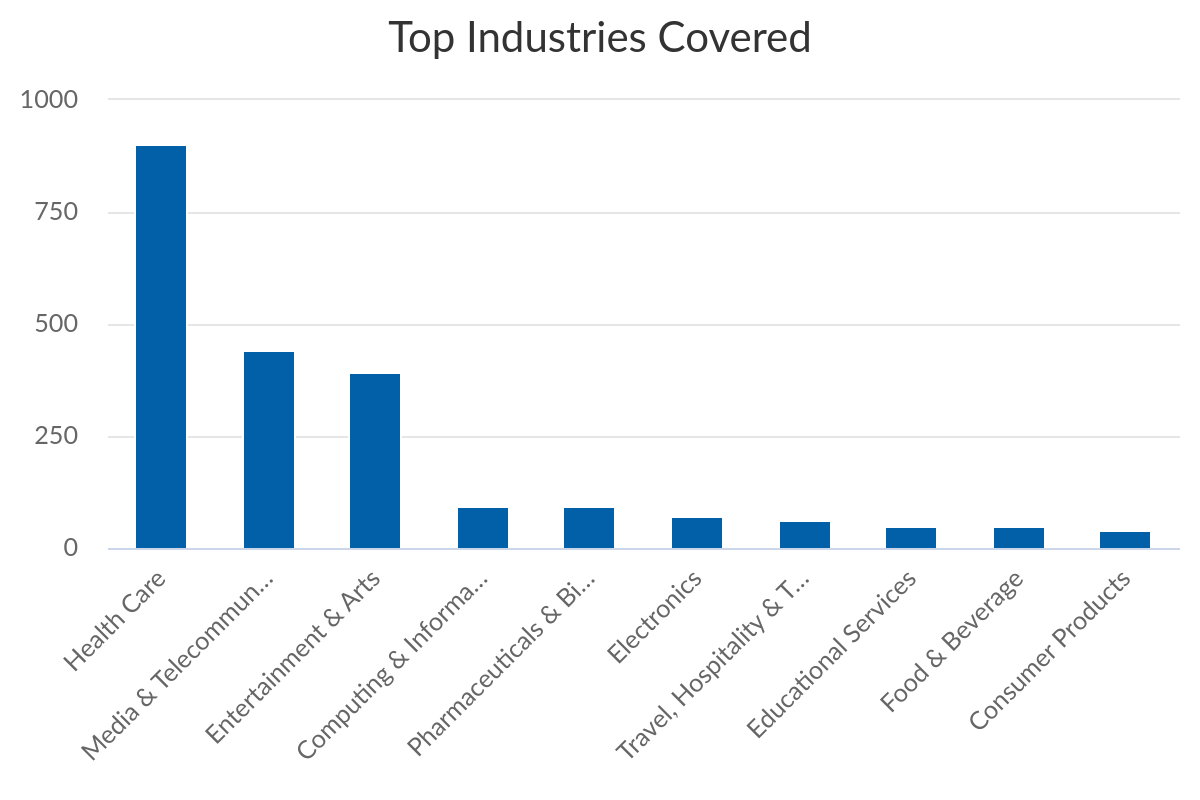 Top Industries Covered
1000
750
500
250
0
Health Care
Media & Telecommun...
Entertainment & Arts
Computing & Informa...
Pharmaceuticals & Bi...
Electronics
Travel, Hospitality & T...
Educational Services
Food & Beverage
Consumer Products